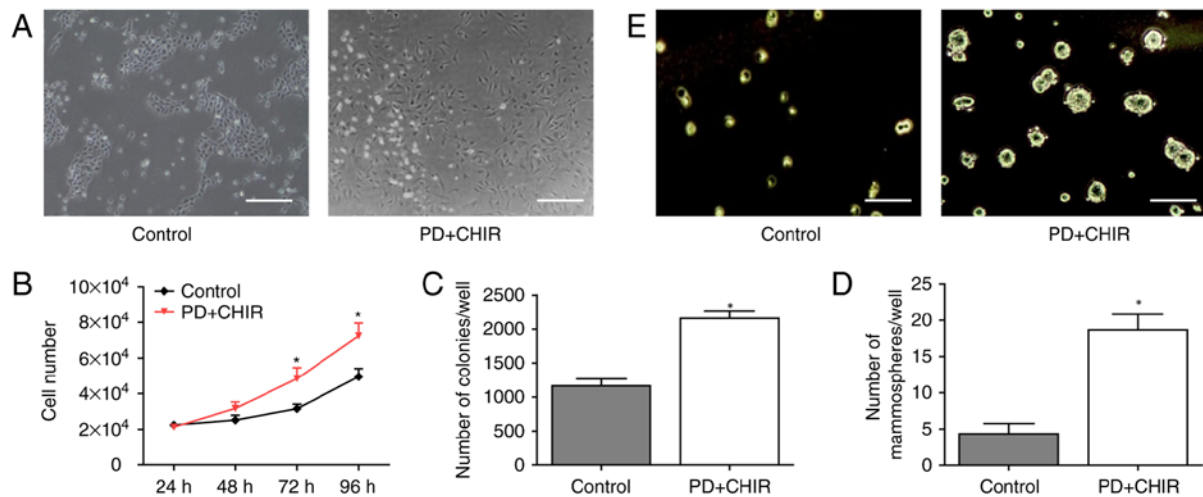 A
Control
PD+CHIR
E
Control
PD+CHIR
B
Cell number
10×10⁴
8×10⁴
6×10⁴
4×10⁴
2×10⁴
0
Control
PD+CHIR
*
*
24 h
48 h
72 h
96 h
C
Number of colonies/well
2500
2000
1500
1000
500
0
*
Control
PD+CHIR
D
Number of
mammospheres/well
25
20
15
10
5
0
*
Control
PD+CHIR